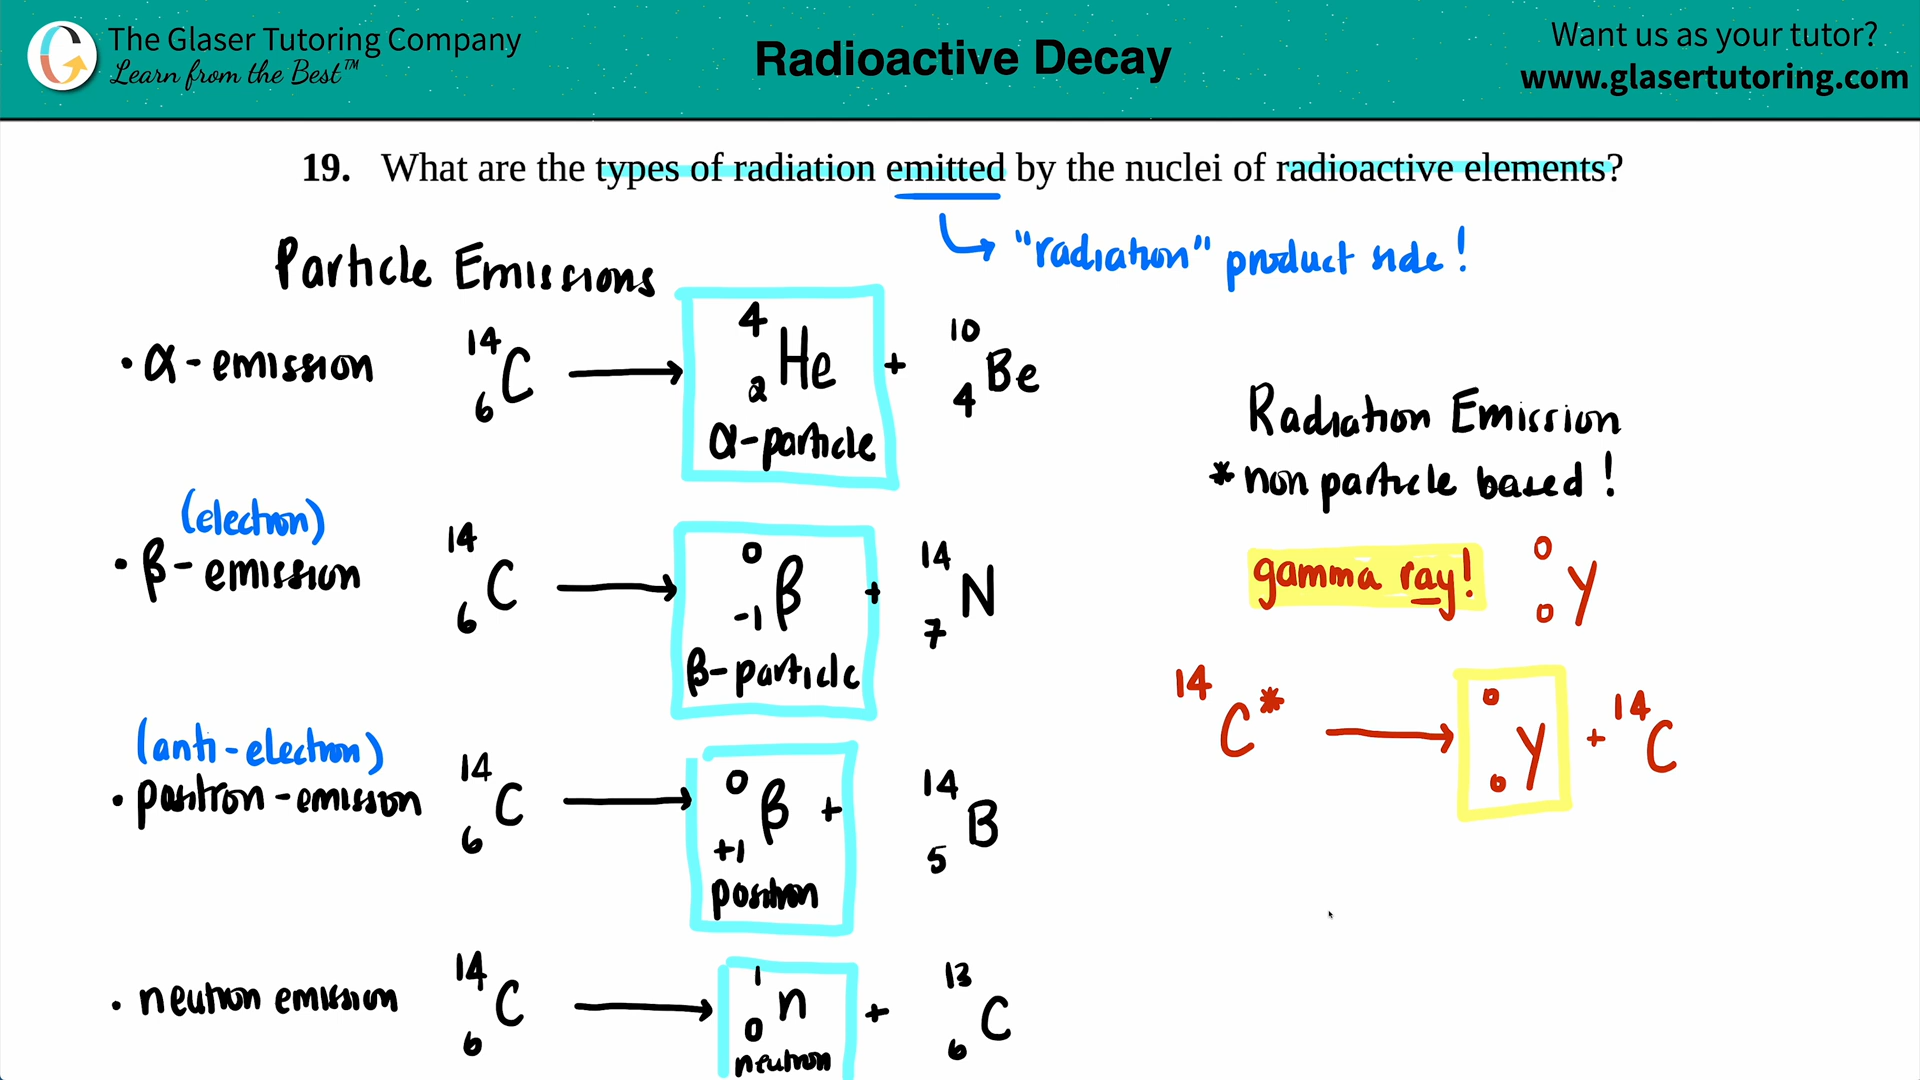 The Glaser Tutoring Company
Learn from the Best™
Radioactive Decay
Want us as your tutor?
www.glasertutoring.com
19. What are the types of radiation emitted by the nuclei of radioactive elements?
"radiation" product side!
Particle Emissions
• α-emission
14 6 C → 4 2 He + 10 4 Be
α-particle
(electron)
• β-emission
14 6 C → 0 -1 β + 14 7 N
β-particle
(anti-electron)
• positron-emission
14 6 C → 0 +1 β + 14 5 B
positron
• neutron emission
14 6 C → 1 0 n + 13 6 C
neutron
Radiation Emission
* non particle based!
gamma ray! 0 0 γ
14 C* → 0 0 γ + 14 C